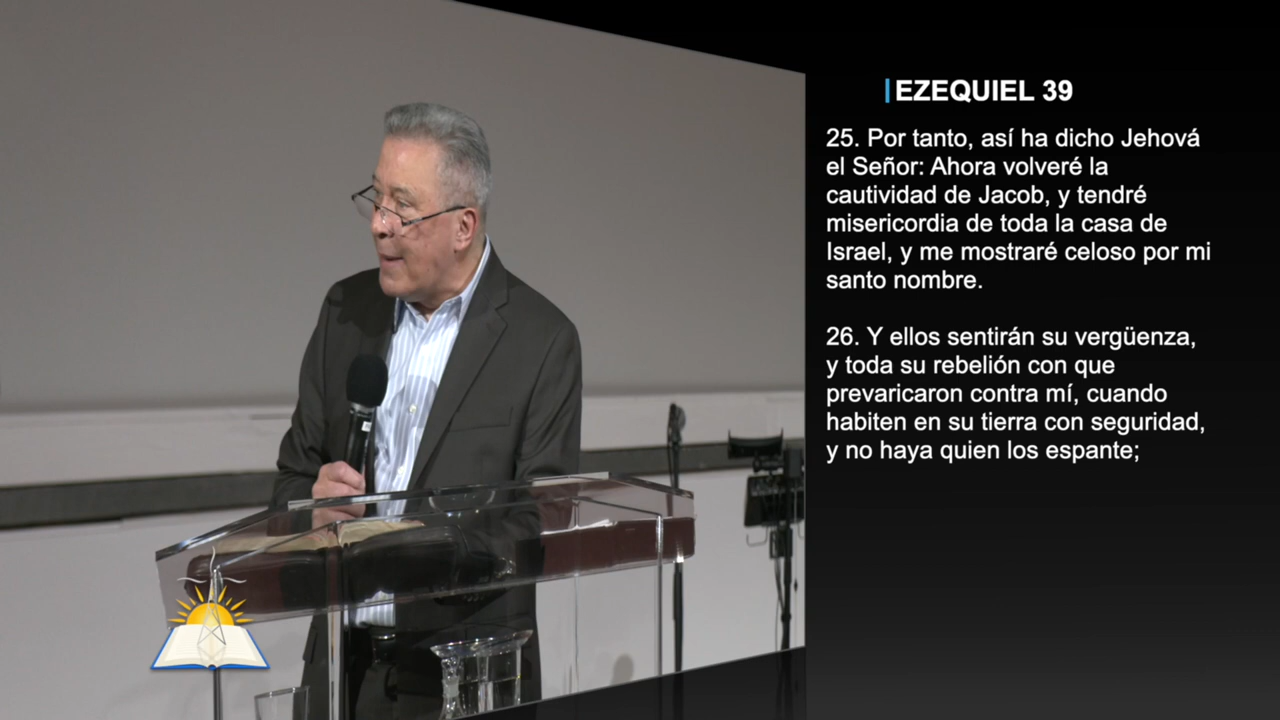 EZEQUIEL 39
25. Por tanto, así ha dicho Jehová
el Señor: Ahora volveré la
cautividad de Jacob, y tendré
misericordia de toda la casa de
Israel, y me mostraré celoso por mi
santo nombre.
26. Y ellos sentirán su vergüenza,
y toda su rebelión con que
prevaricaron contra mí, cuando
habiten en su tierra con seguridad,
y no haya quien los espante;